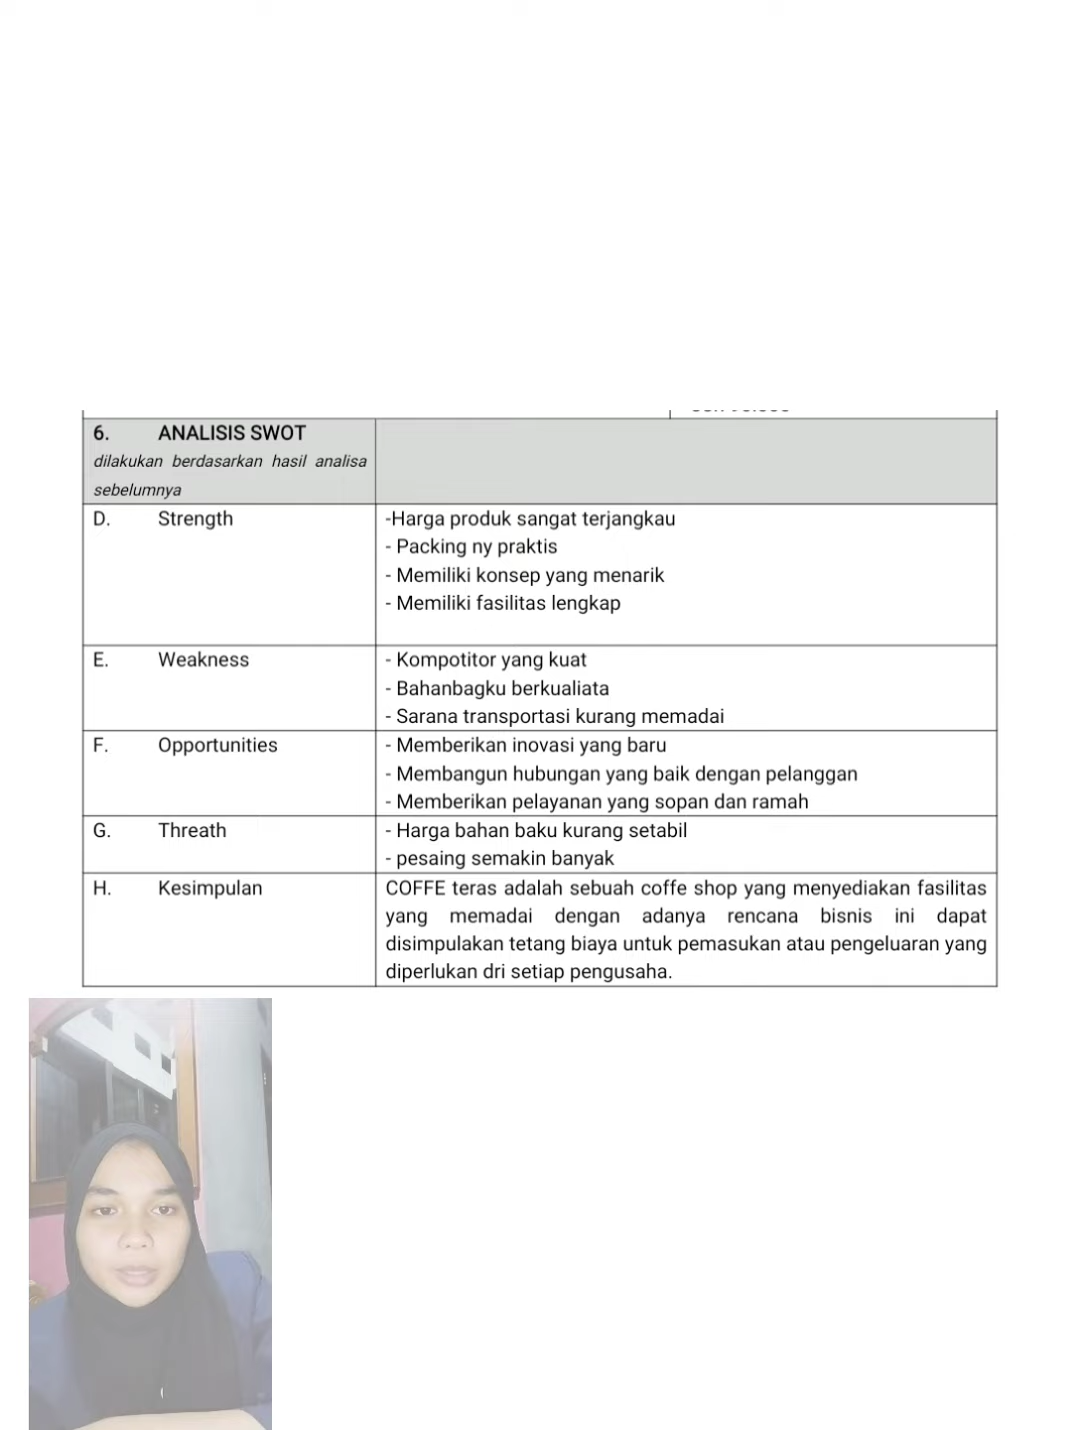 6. ANALISIS SWOT
dilakukan berdasarkan hasil analisa
sebelumnya
D. Strength
-Harga produk sangat terjangkau
- Packing ny praktis
- Memiliki konsep yang menarik
- Memiliki fasilitas lengkap
E. Weakness
- Kompotitor yang kuat
- Bahanbagku berkualiata
- Sarana transportasi kurang memadai
F. Opportunities
- Memberikan inovasi yang baru
- Membangun hubungan yang baik dengan pelanggan
- Memberikan pelayanan yang sopan dan ramah
G. Threath
- Harga bahan baku kurang setabil
- pesaing semakin banyak
H. Kesimpulan
COFFE teras adalah sebuah coffe shop yang menyediakan fasilitas
yang memadai dengan adanya rencana bisnis ini dapat
disimpulakan tetang biaya untuk pemasukan atau pengeluaran yang
diperlukan dri setiap pengusaha.